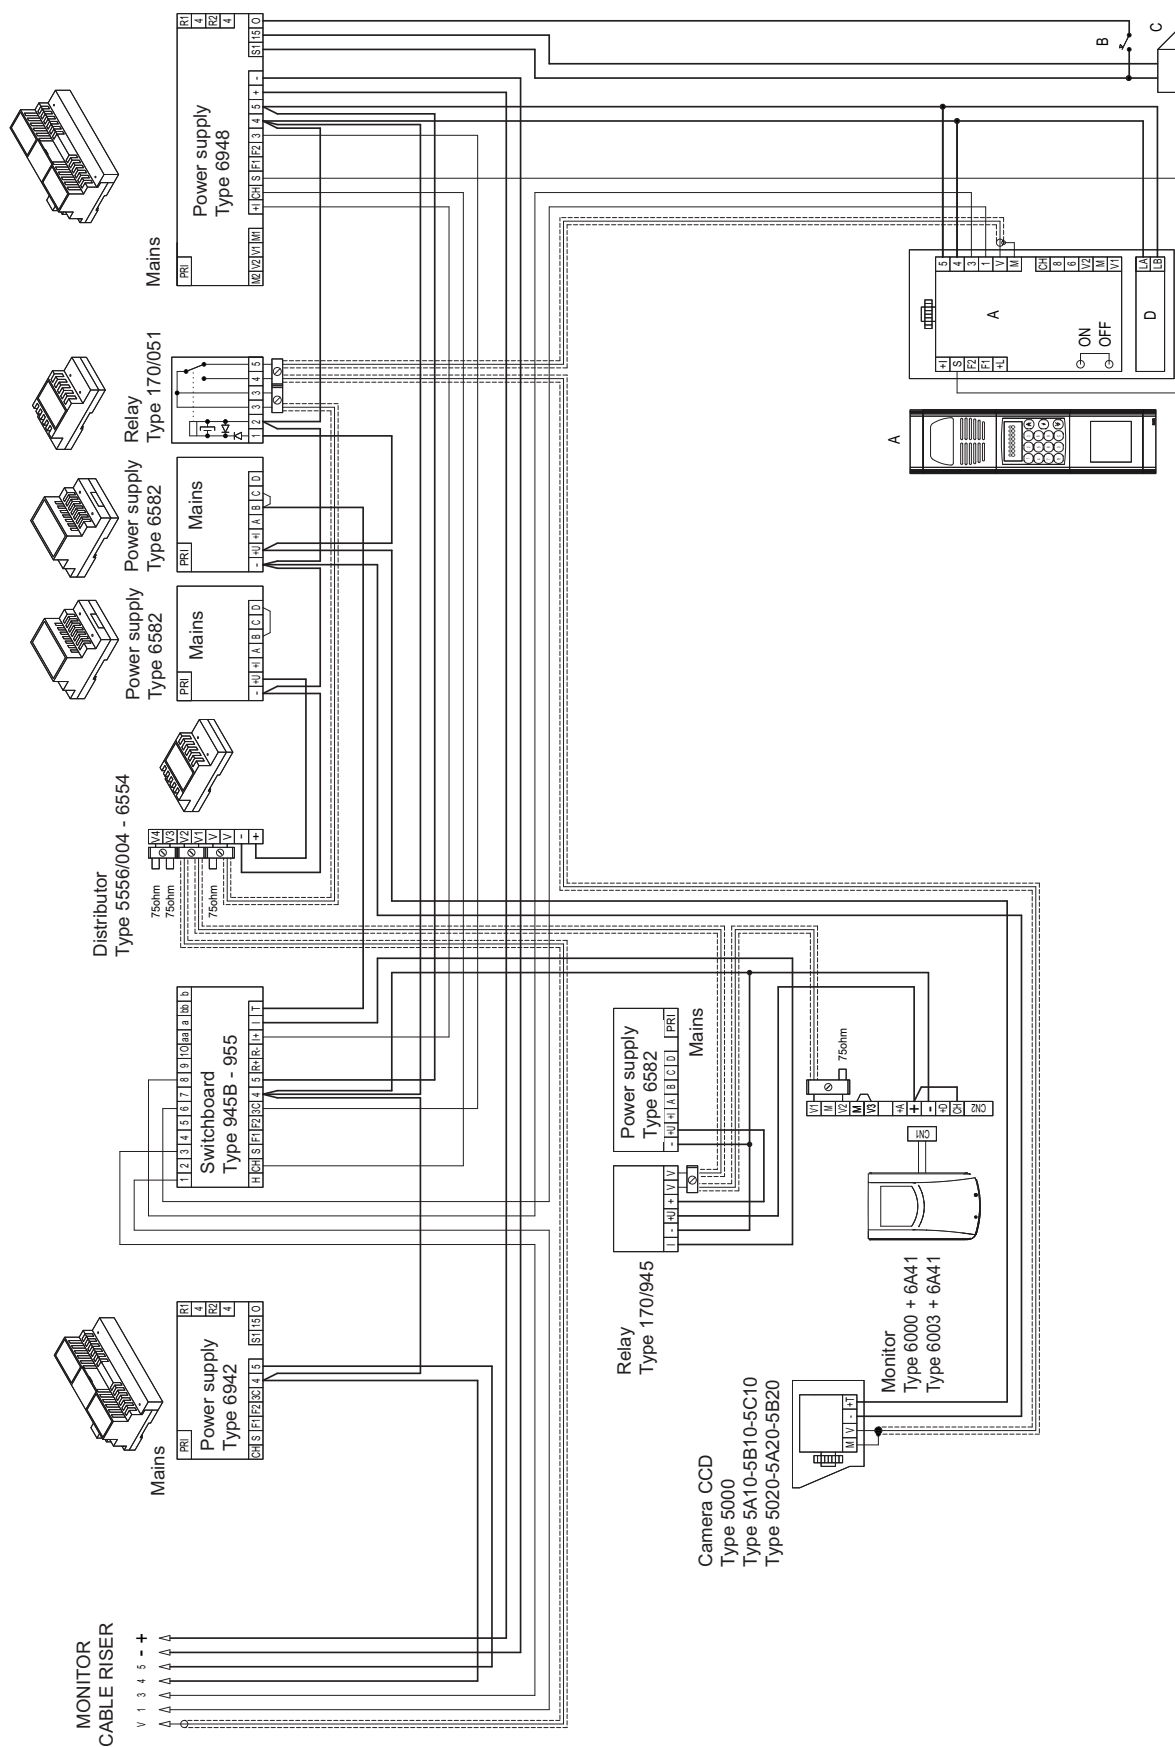 MONITOR
CABLE RISER
V 1 3 4 5 - +
Mains
PRI
Power supply
Type 6942
R1 4 R2 4
CH S F1 F2 3C 4 5 S1 15 O
Switchboard
Type 945B - 955
1 2 3 4 5 6 7 8 9 10 aa a bb b
H CH S F1 F2 3C 4 5 R+ R- I+ I T
Distributor
Type 5556/004 - 6554
75ohm
75ohm
75ohm
V4 V3 V2 V1 V V - +
Power supply
Type 6582
PRI
Mains
- +U +I A B C D
Power supply
Type 6582
PRI
Mains
- +U +I A B C D
Relay
Type 170/051
1 2 3 3 4 5
Mains
PRI
Power supply
Type 6948
R1 4 R2 4
M2 V2 V1 M1 +I CH S F1 F2 3 4 5 + - S1 15 O
Relay
Type 170/945
I - +U + V V
Power supply
Type 6582
- +U +I A B C D PRI
Mains
75ohm
V1 M V2 M V3 +A + - +D CH CN2
CN1
Monitor
Type 6000 + 6A41
Type 6003 + 6A41
Camera CCD
Type 5000
Type 5A10-5B10-5C10
Type 5020-5A20-5B20
M V - +T
A
A
+I S F2 F1 +L
ON
OFF
5 4 3 1 V M CH 8 6 V2 M V1
D
LA LB
B
C